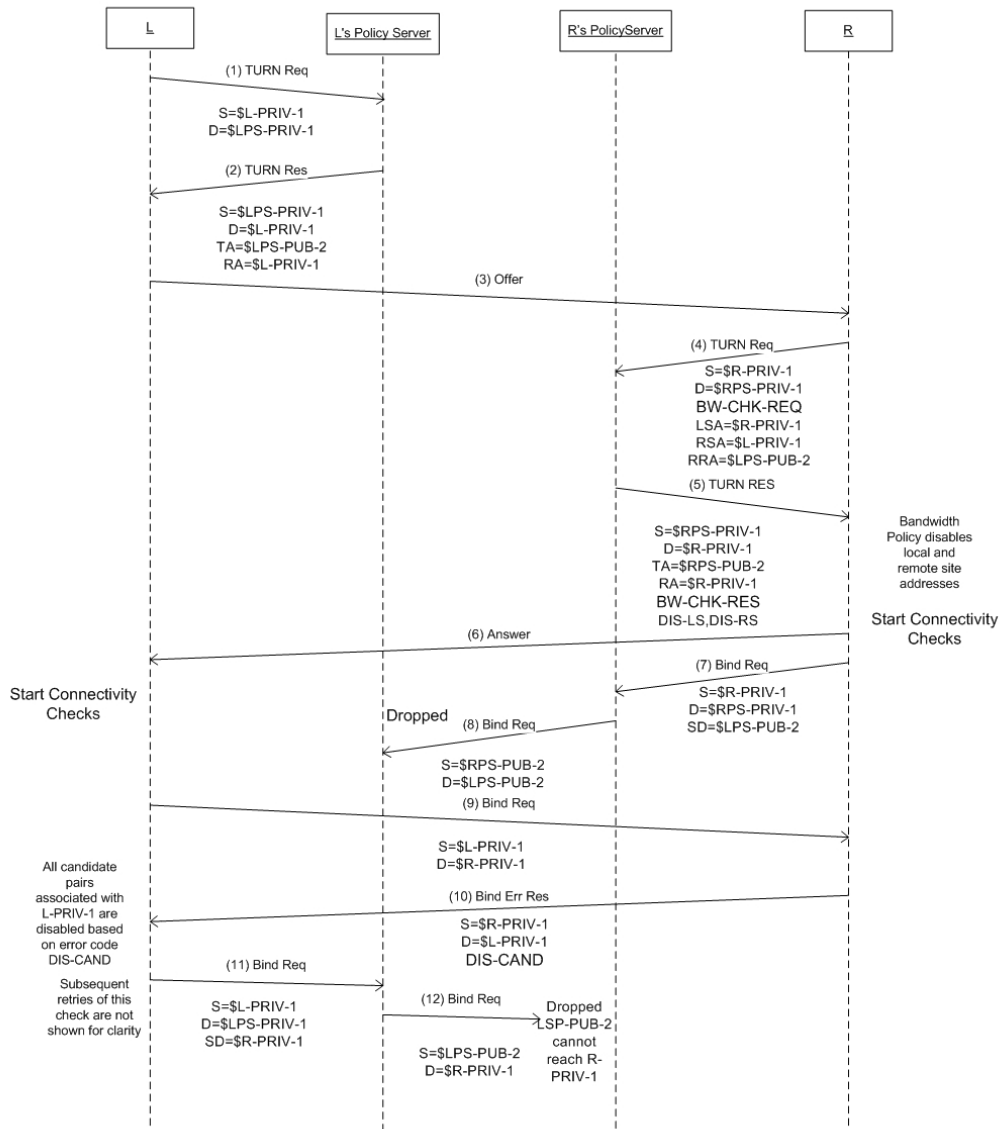 L
L's Policy Server
R's PolicyServer
R
(1) TURN Req
S=$L-PRIV-1
D=$LPS-PRIV-1
(2) TURN Res
S=$LPS-PRIV-1
D=$L-PRIV-1
TA=$LPS-PUB-2
RA=$L-PRIV-1
(3) Offer
(4) TURN Req
S=$R-PRIV-1
D=$RPS-PRIV-1
BW-CHK-REQ
LSA=$R-PRIV-1
RSA=$L-PRIV-1
RRA=$LPS-PUB-2
(5) TURN RES
S=$RPS-PRIV-1
D=$R-PRIV-1
TA=$RPS-PUB-2
RA=$R-PRIV-1
BW-CHK-RES
DIS-LS,DIS-RS
Bandwidth
Policy disables
local and
remote site
addresses
(6) Answer
Start Connectivity
Checks
(7) Bind Req
S=$R-PRIV-1
D=$RPS-PRIV-1
SD=$LPS-PUB-2
Start Connectivity
Checks
Dropped
(8) Bind Req
S=$RPS-PUB-2
D=$LPS-PUB-2
(9) Bind Req
S=$L-PRIV-1
D=$R-PRIV-1
All candidate
pairs
associated with
L-PRIV-1 are
disabled based
on error code
DIS-CAND
(10) Bind Err Res
S=$R-PRIV-1
D=$L-PRIV-1
DIS-CAND
(11) Bind Req
Subsequent
retries of this
check are not
shown for clarity
S=$L-PRIV-1
D=$LPS-PRIV-1
SD=$R-PRIV-1
(12) Bind Req
S=$LPS-PUB-2
D=$R-PRIV-1
Dropped
LSP-PUB-2
cannot
reach R-
PRIV-1